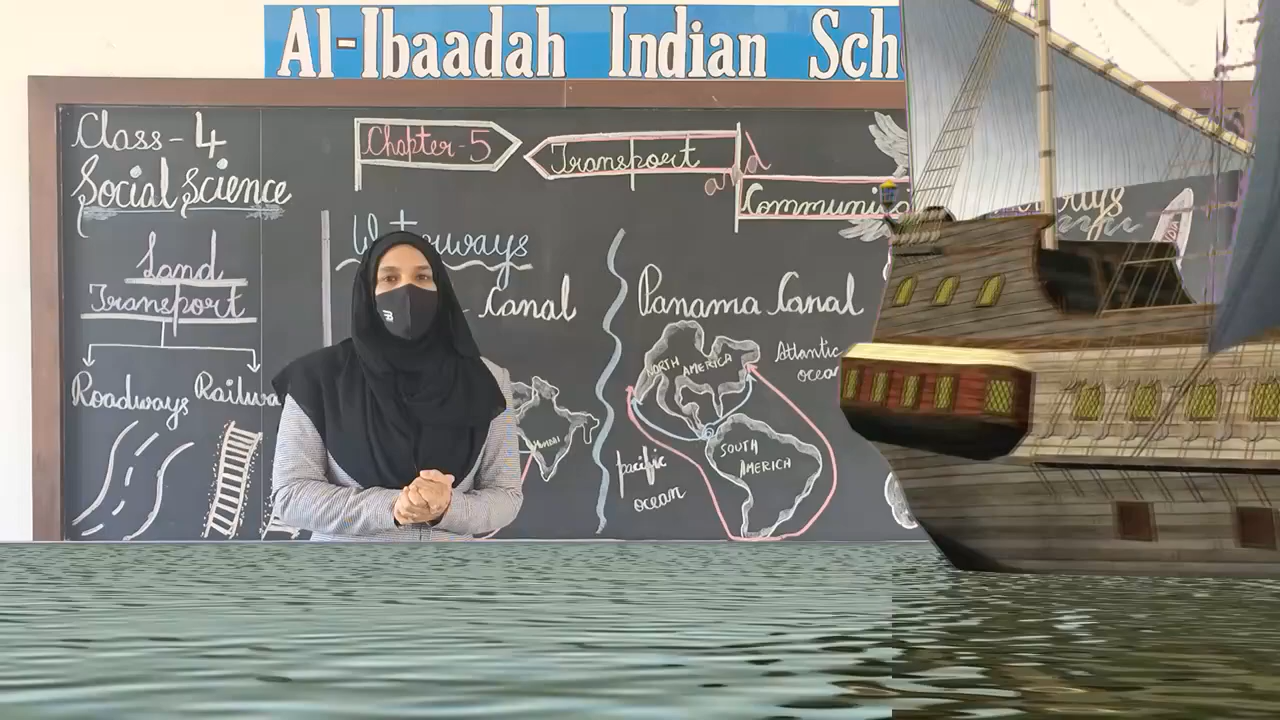 Al-Ibaadah Indian Sch
Class-4
Social Science
Chapter-5
Transport
and
Communic
Waterways
Canal
Panama Canal
Land
Transport
Roadways
Railwa
NORTH AMERICA
Atlantic
ocean
MUMBAI
SOUTH
AMERICA
pacific
ocean